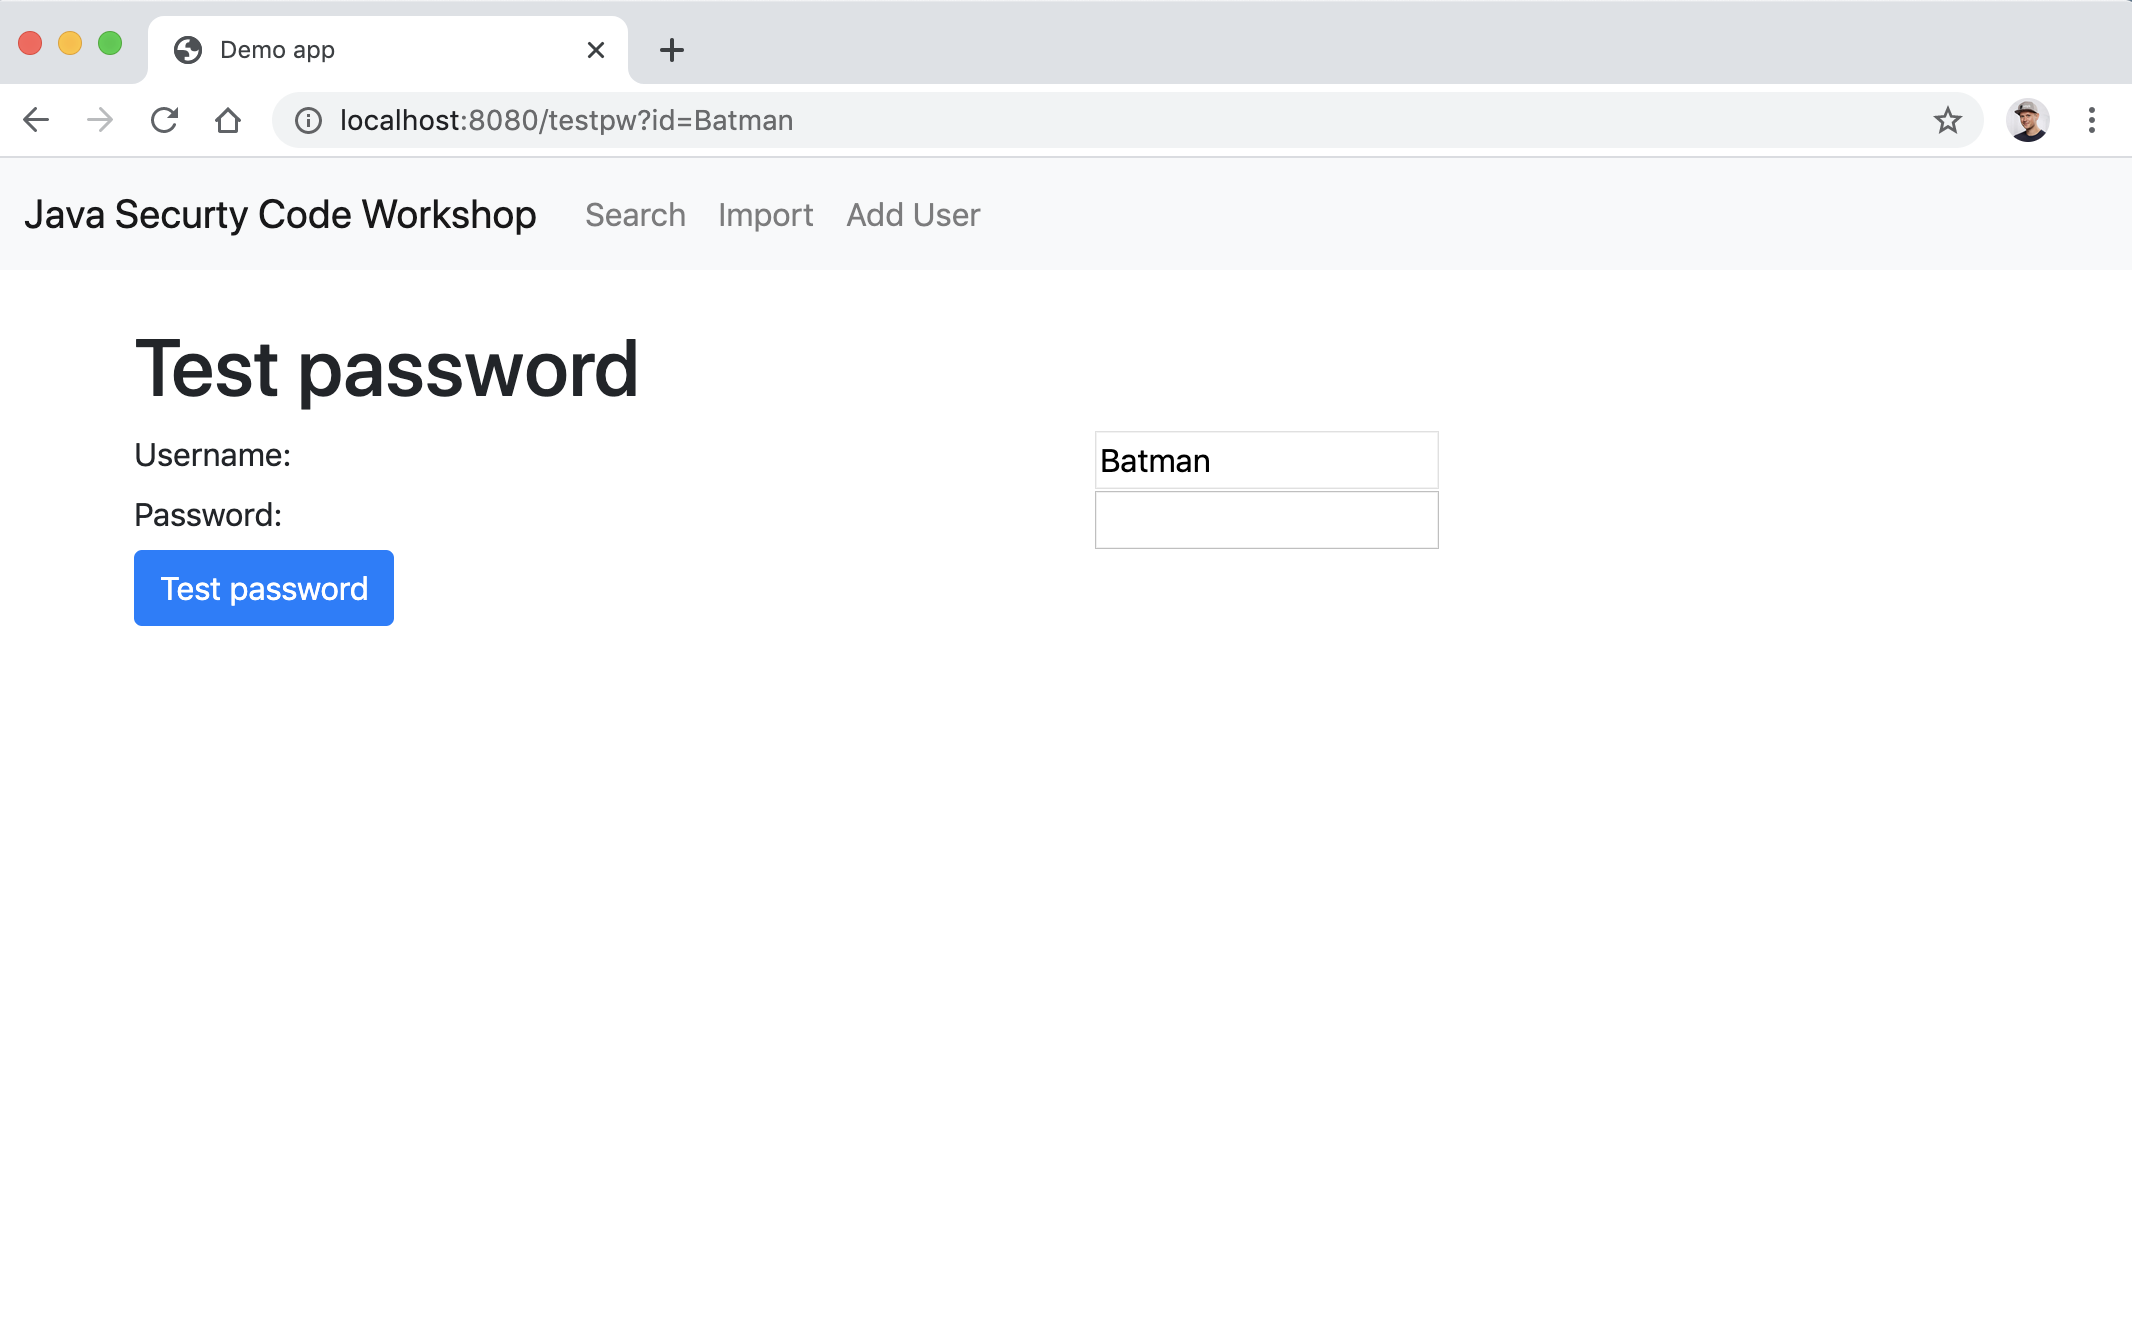 Demo app
localhost:8080/testpw?id=Batman
Java Securty Code Workshop Search Import Add User
Test password
Username: Batman
Password:
Test password